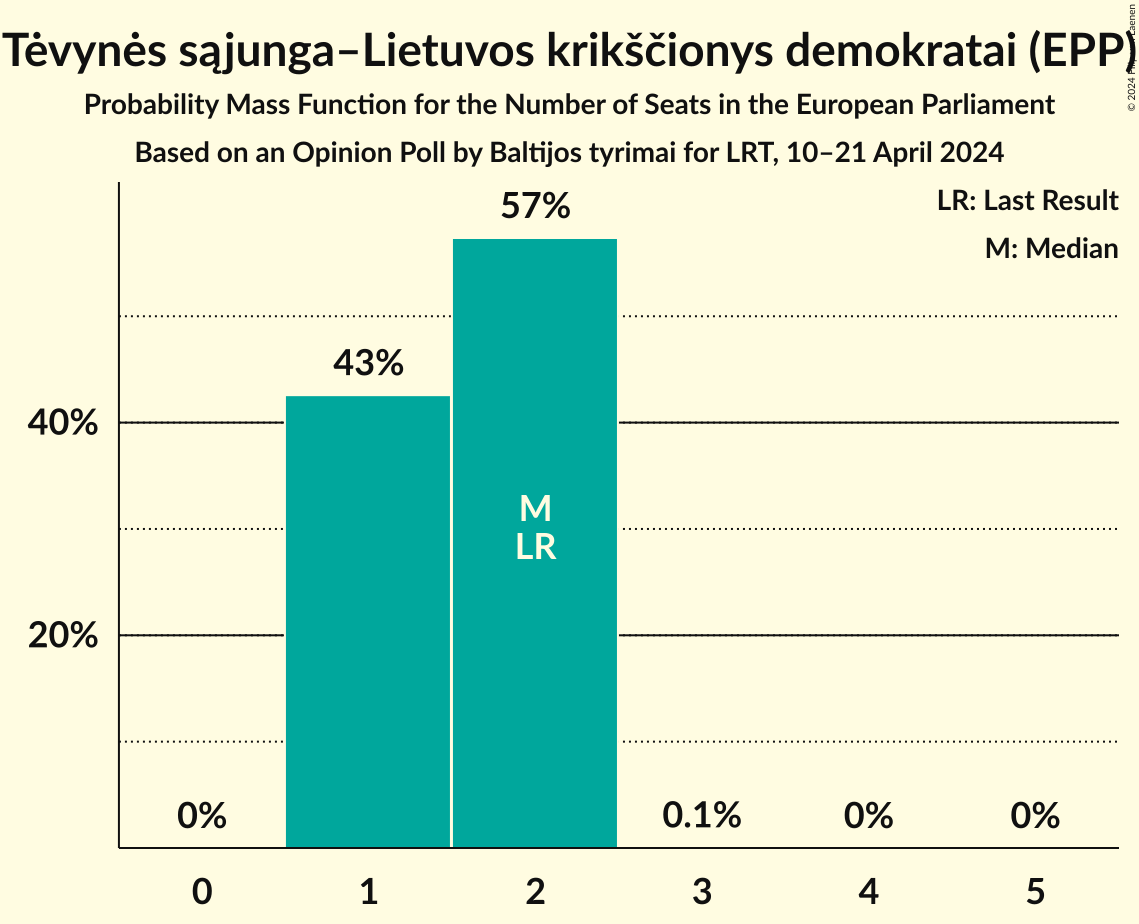 Tėvynės sąjunga–Lietuvos krikščionys demokratai (EPP)
Probability Mass Function for the Number of Seats in the European Parliament
Based on an Opinion Poll by Baltijos tyrimai for LRT, 10–21 April 2024
LR: Last Result
M: Median
57%
43%
40%
M
LR
20%
0%
0.1%
0%
0%
0
1
2
3
4
5
© 2024 Laenen